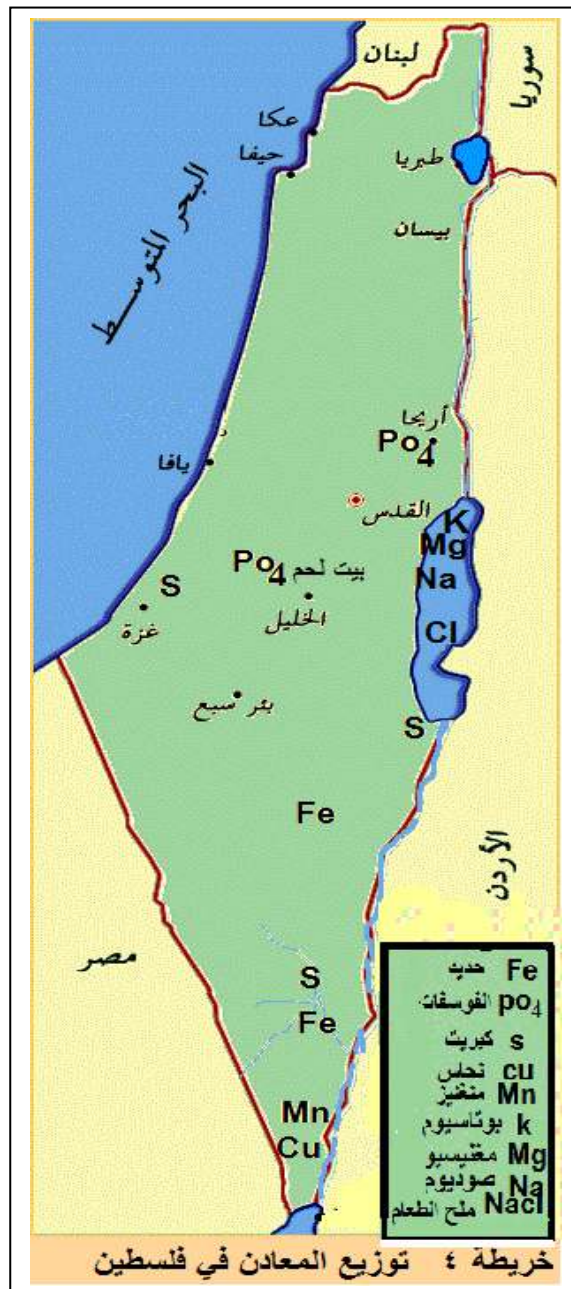 لبنان
سوريا
عكا
حيفا
طبريا
البحر المتوسط
بيسان
أريحا
Po4
يافا
القدس
K
Mg
Po4 بيت لحم
Na
S
غزة
الخليل
Cl
بئر سبع
S
Fe
الأردن
مصر
S
Fe
Mn
Cu
حديد Fe
الفوسفات po4
كبريت s
نحاس cu
منغنيز Mn
بوتاسيوم k
مغنيسيو Mg
صوديوم Na
ملح الطعام Nacl
خريطة ٤ توزيع المعادن في فلسطين